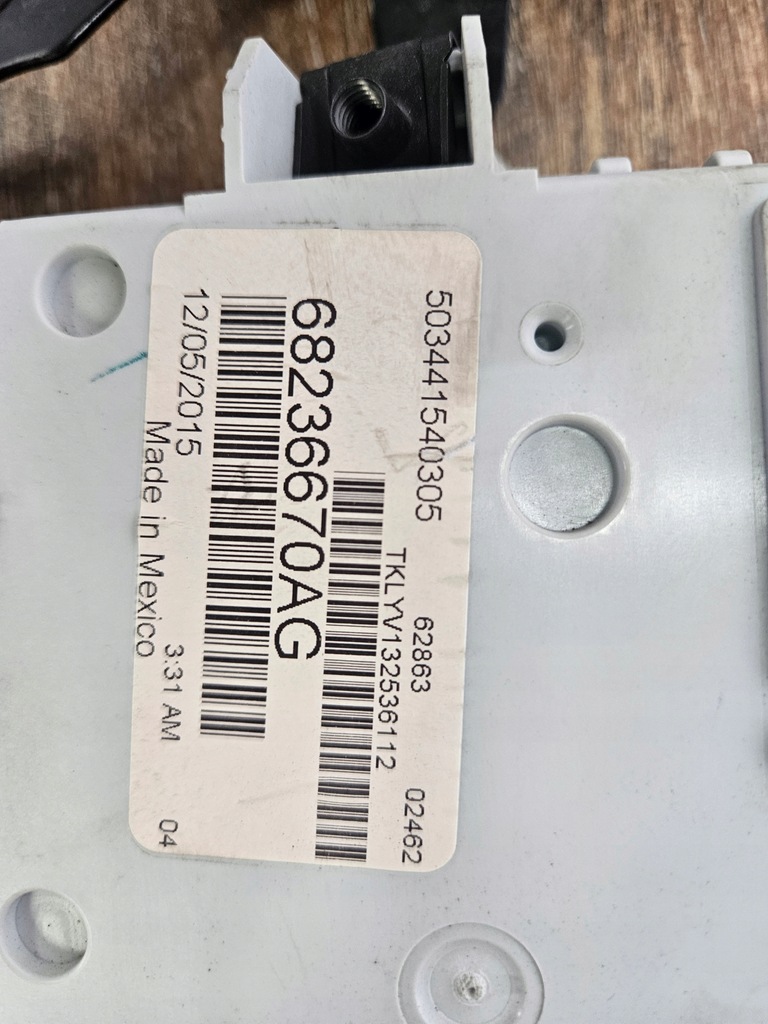 503441540305
62863 02462
TKLYV132536112
68236670AG
12/05/2015 3:31 AM 04
Made in Mexico